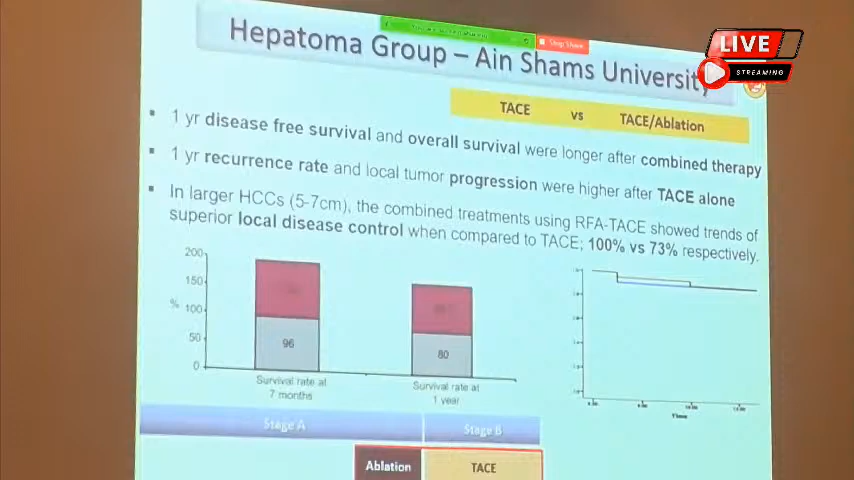 Stop Share
Hepatoma Group – Ain Shams University
LIVE
STREAMING
TACE vs TACE/Ablation
▪ 1 yr disease free survival and overall survival were longer after combined therapy
▪ 1 yr recurrence rate and local tumor progression were higher after TACE alone
▪ In larger HCCs (5-7cm), the combined treatments using RFA-TACE showed trends of
superior local disease control when compared to TACE; 100% vs 73% respectively.
200
150
%
100
50
0
96
80
Survival rate at
7 months
Survival rate at
1 year
Time
Stage A
Stage B
Ablation
TACE